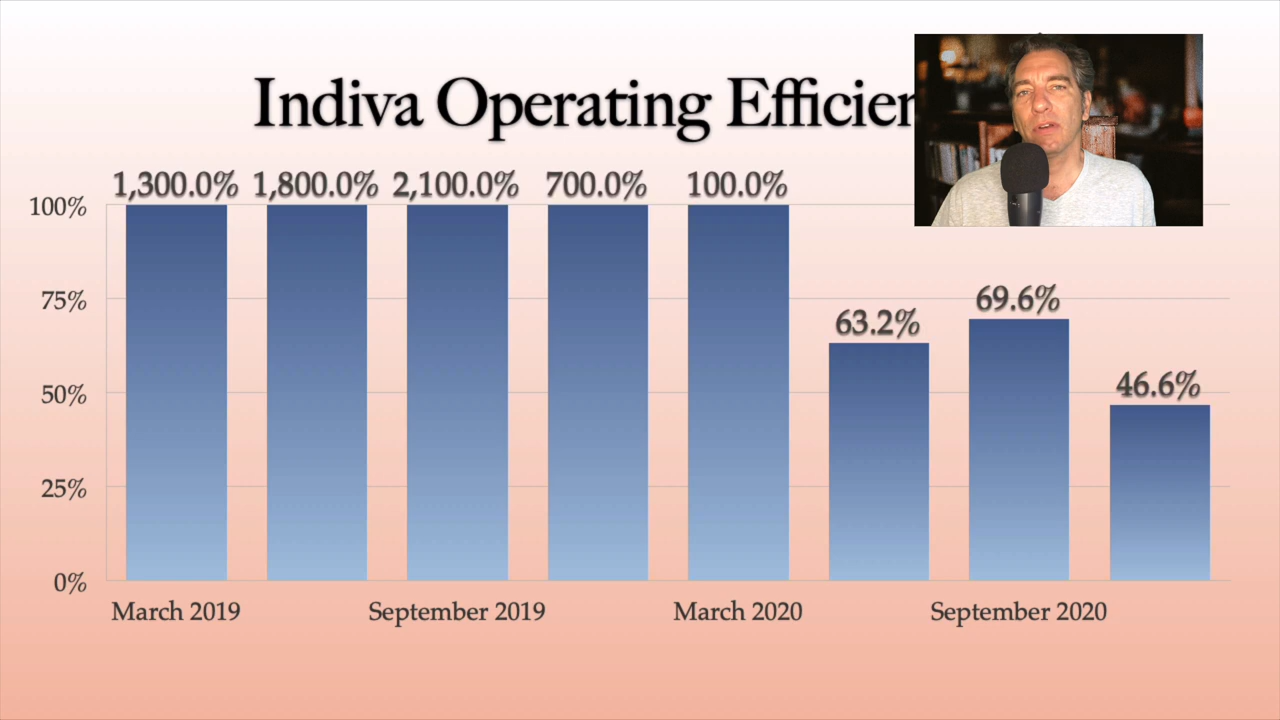 Indiva Operating Efficien
1,300.0% 1,800.0% 2,100.0% 700.0% 100.0%
63.2%
69.6%
46.6%
100%
75%
50%
25%
0%
March 2019 September 2019 March 2020 September 2020